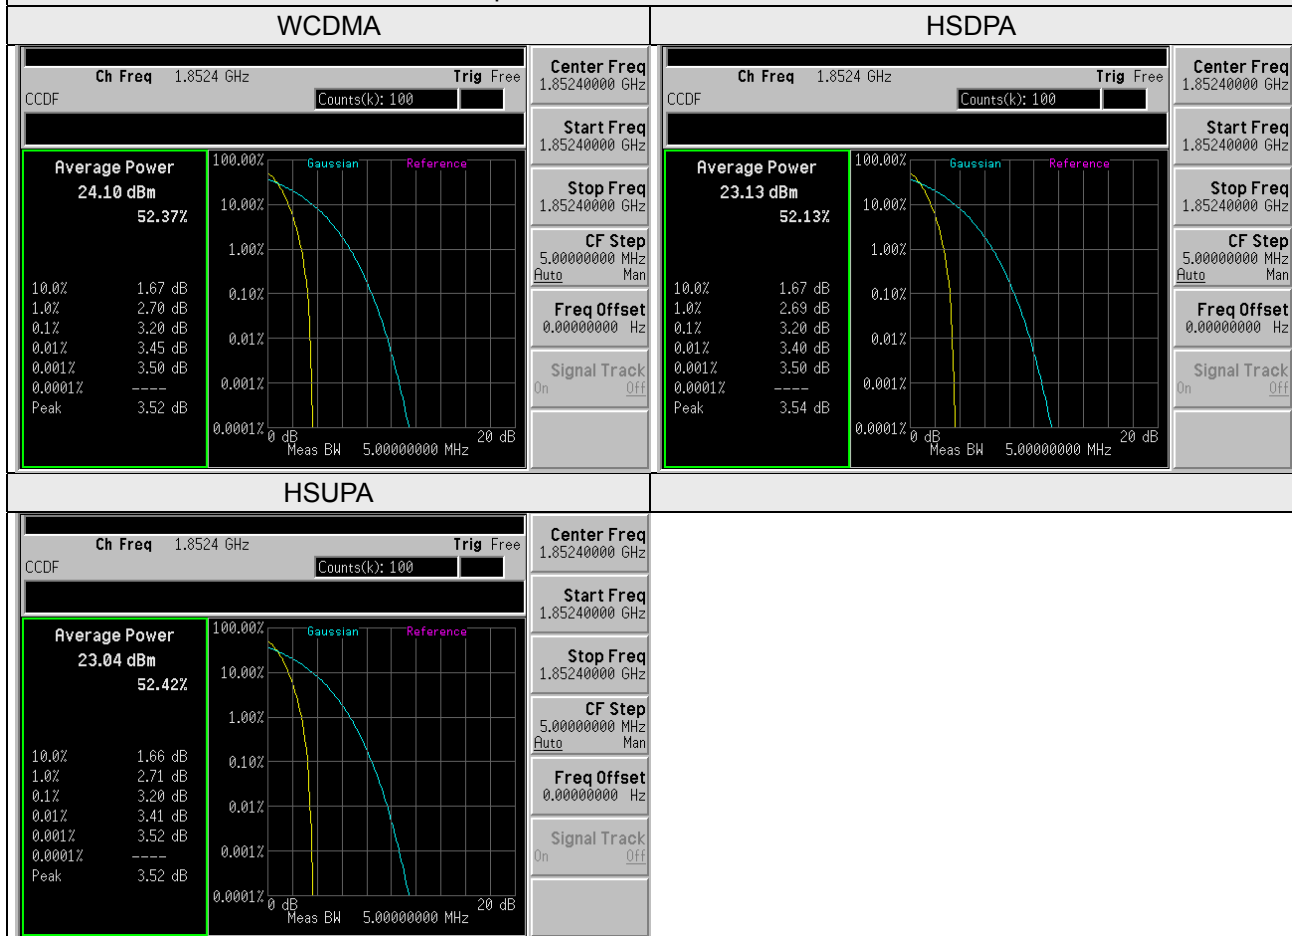 WCDMA
HSDPA
Ch Freq 1.8524 GHz Trig Free
CCDF Counts(k): 100
Average Power
24.10 dBm
52.37%
10.0% 1.67 dB
1.0% 2.70 dB
0.1% 3.20 dB
0.01% 3.45 dB
0.001% 3.50 dB
0.0001% ----
Peak 3.52 dB
Gaussian Reference
100.00%
10.00%
1.00%
0.10%
0.01%
0.001%
0.0001%
0 dB 20 dB
Meas BW 5.00000000 MHz
Center Freq
1.85240000 GHz
Start Freq
1.85240000 GHz
Stop Freq
1.85240000 GHz
CF Step
5.00000000 MHz
Auto Man
Freq Offset
0.00000000 Hz
Signal Track
On Off
Ch Freq 1.8524 GHz Trig Free
CCDF Counts(k): 100
Average Power
23.13 dBm
52.13%
10.0% 1.67 dB
1.0% 2.69 dB
0.1% 3.20 dB
0.01% 3.40 dB
0.001% 3.50 dB
0.0001% ----
Peak 3.54 dB
Gaussian Reference
100.00%
10.00%
1.00%
0.10%
0.01%
0.001%
0.0001%
0 dB 20 dB
Meas BW 5.00000000 MHz
Center Freq
1.85240000 GHz
Start Freq
1.85240000 GHz
Stop Freq
1.85240000 GHz
CF Step
5.00000000 MHz
Auto Man
Freq Offset
0.00000000 Hz
Signal Track
On Off
HSUPA
Ch Freq 1.8524 GHz Trig Free
CCDF Counts(k): 100
Average Power
23.04 dBm
52.42%
10.0% 1.66 dB
1.0% 2.71 dB
0.1% 3.20 dB
0.01% 3.41 dB
0.001% 3.52 dB
0.0001% ----
Peak 3.52 dB
Gaussian Reference
100.00%
10.00%
1.00%
0.10%
0.01%
0.001%
0.0001%
0 dB 20 dB
Meas BW 5.00000000 MHz
Center Freq
1.85240000 GHz
Start Freq
1.85240000 GHz
Stop Freq
1.85240000 GHz
CF Step
5.00000000 MHz
Auto Man
Freq Offset
0.00000000 Hz
Signal Track
On Off